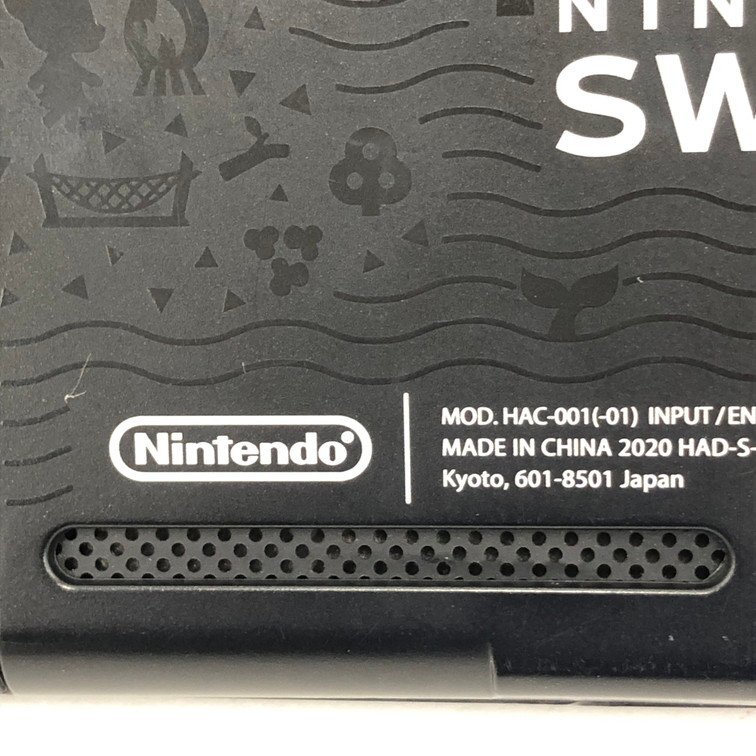 NIN
SW
Nintendo
MOD. HAC-001(-01) INPUT/EN
MADE IN CHINA 2020 HAD-S-
Kyoto, 601-8501 Japan